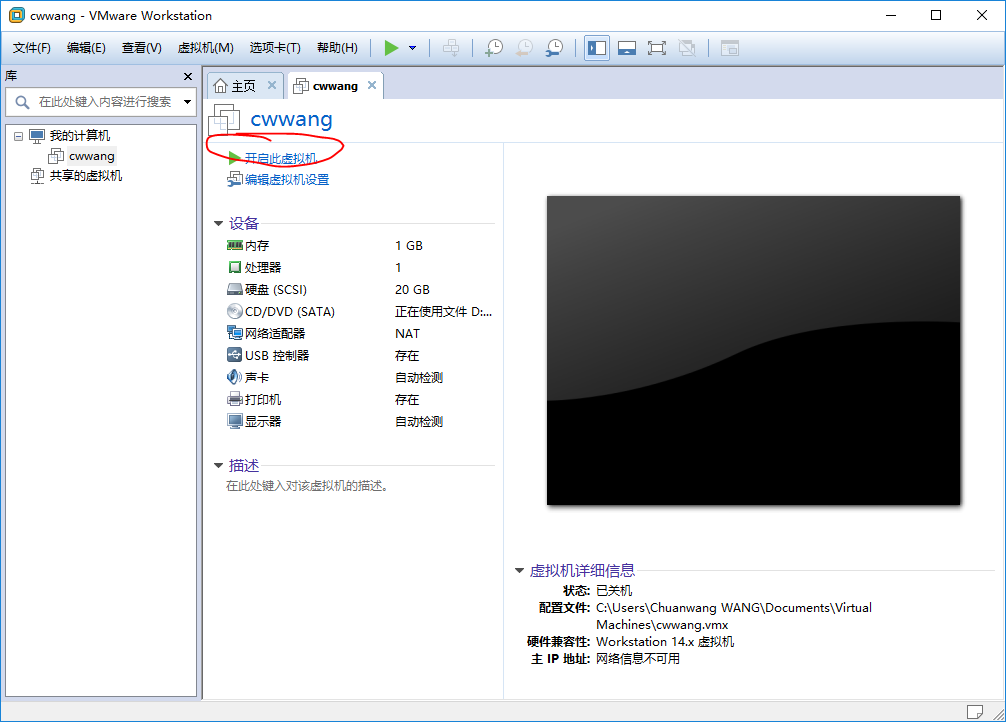 cwwang - VMware Workstation
文件(F) 编辑(E) 查看(V) 虚拟机(M) 选项卡(T) 帮助(H)
库
在此处键入内容进行搜索
我的计算机
cwwang
共享的虚拟机
主页
cwwang
cwwang
开启此虚拟机
编辑虚拟机设置
设备
内存 1 GB
处理器 1
硬盘 (SCSI) 20 GB
CD/DVD (SATA) 正在使用文件 D:...
网络适配器 NAT
USB 控制器 存在
声卡 自动检测
打印机 存在
显示器 自动检测
描述
在此处键入对该虚拟机的描述。
虚拟机详细信息
状态: 已关机
配置文件: C:\Users\Chuanwang WANG\Documents\Virtual
Machines\cwwang.vmx
硬件兼容性: Workstation 14.x 虚拟机
主 IP 地址: 网络信息不可用